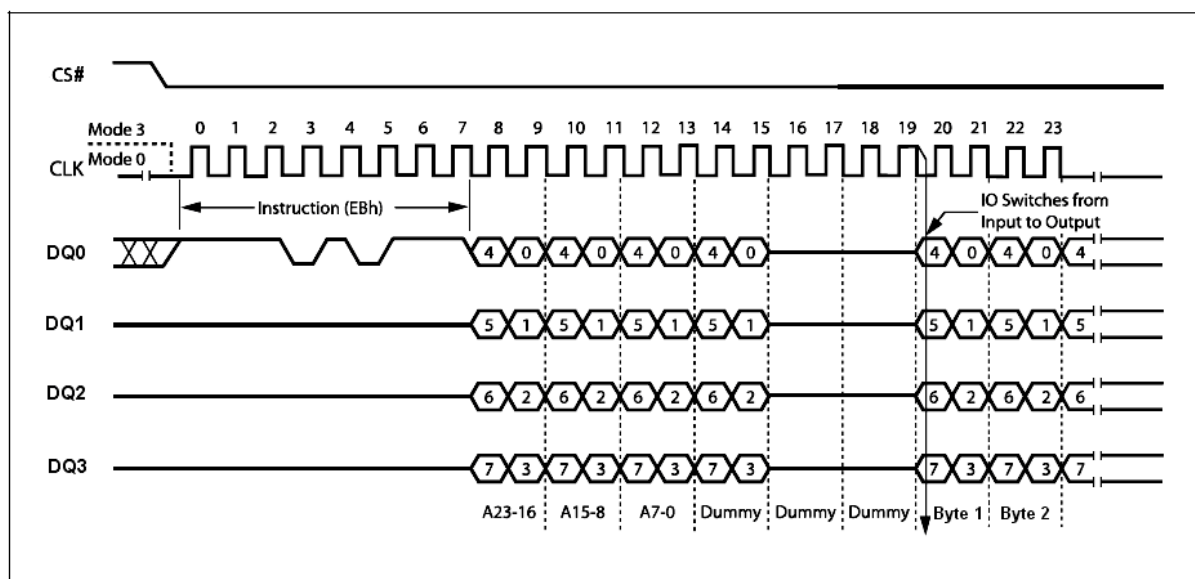 CS#
Mode 3
0 1 2 3 4 5 6 7 8 9 10 11 12 13 14 15 16 17 18 19 20 21 22 23
CLK Mode 0
Instruction (EBh)
IO Switches from
Input to Output
DQ0 4 0 4 0 4 0 4 0 4 0 4 0 4
DQ1 5 1 5 1 5 1 5 1 5 1 5 1 5
DQ2 6 2 6 2 6 2 6 2 6 2 6 2 6
DQ3 7 3 7 3 7 3 7 3 7 3 7 3 7
A23-16 A15-8 A7-0 Dummy Dummy Dummy Byte 1 Byte 2